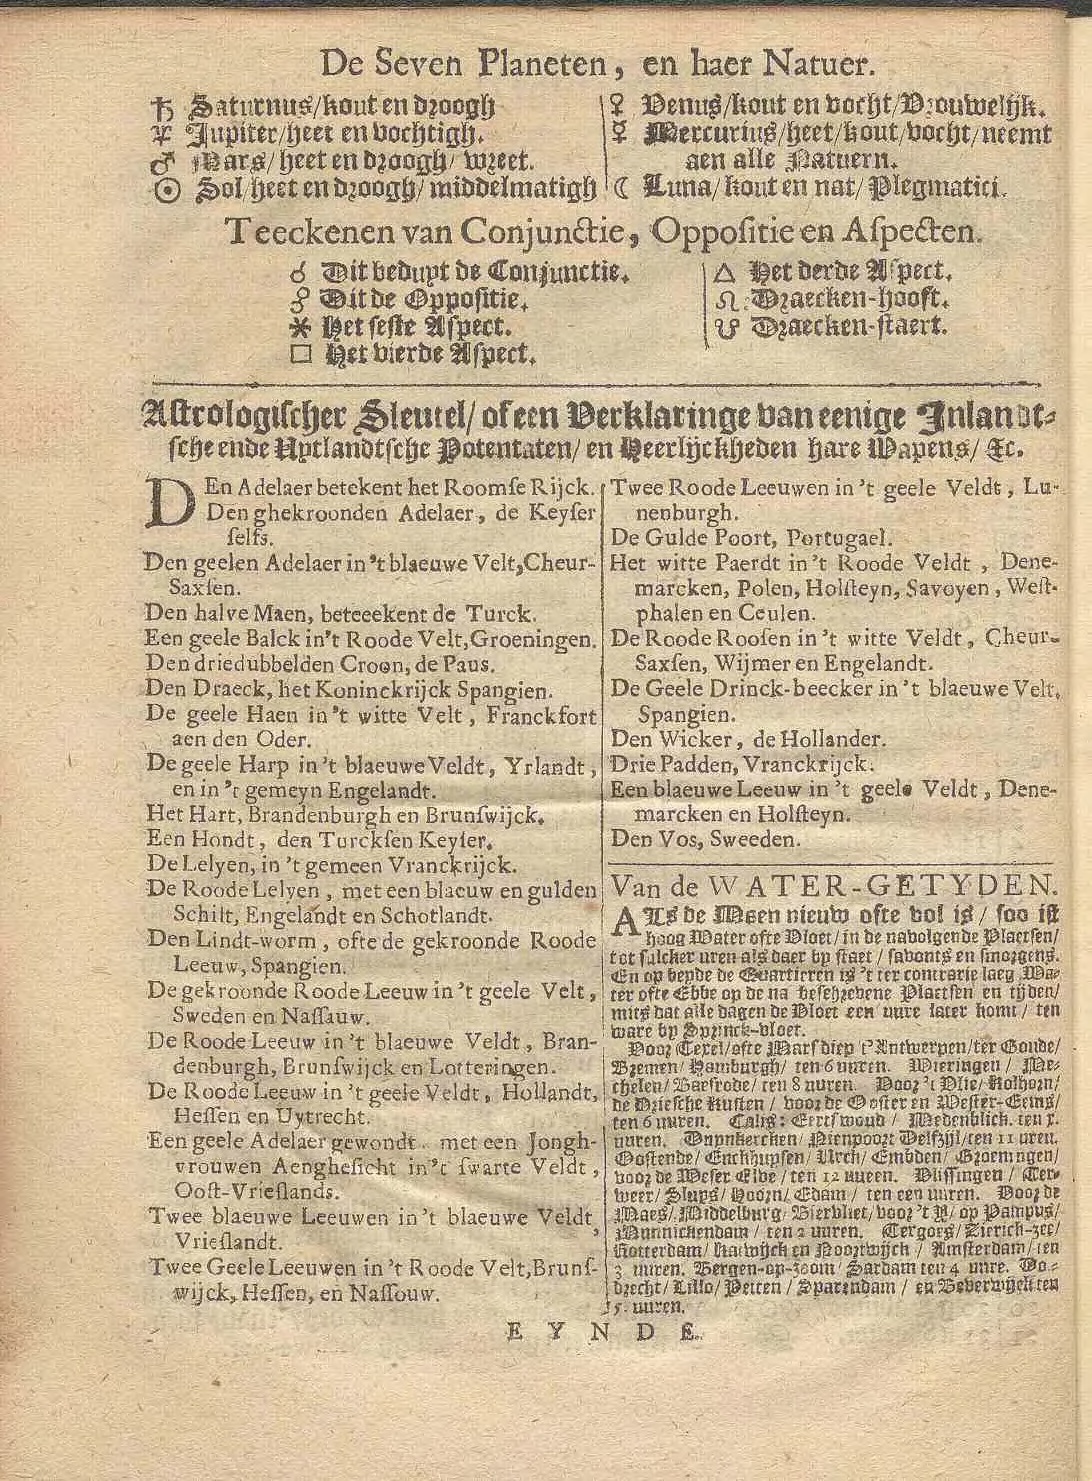 De Seven Planeten, en haer Natuer.
♄ Saturnus/kout en droogh
♃ Jupiter/heet en vochtigh.
♂ Mars/heet en droogh/wreet.
☉ Sol/heet en droogh/middelmatigh
♀ Venus/kout en vocht/Vrouwelijk.
☿ Mercurius/heet/kout/vocht/neemt
aen alle Natuern.
☾ Luna/kout en nat/Plegmatici.
Teeckenen van Conjunctie, Oppositie en Aspecten.
☌ Dit beduyt de Conjunctie.
☍ Dit de Oppositie.
⚹ Het seste Aspect.
□ Het vierde Aspect.
△ Het derde Aspect.
☊ Draecken-hooft.
☋ Draecken-staert.
Astrologischer Sleutel/of een Verklaringe van eenige Inlandt-
sche ende Uytlandtsche Potentaten/en Heerlijckheden hare Wapens/&c.
DEn Adelaer betekent het Roomse Rijck.
Den ghekroonden Adelaer, de Keyser
selfs.
Den geelen Adelaer in't blaeuwe Velt, Cheur-
Saxsen.
Den halve Maen, beteeekent de Turck.
Een geele Balck in't Roode Velt, Groeningen.
Den driedubbelden Croon, de Paus.
Den Draeck, het Koninckrijck Spangien.
De geele Haen in't witte Velt, Franckfort
aen den Oder.
De geele Harp in't blaeuwe Veldt, Yrlandt,
en in't gemeyn Engelandt.
Het Hart, Brandenburgh en Brunswijck.
Een Hondt, den Turcksen Keyser.
De Lelyen, in't gemeen Vranckrijck.
De Roode Lelyen, met een blaeuw en gulden
Schilt, Engelandt en Schotlandt.
Den Lindt-worm, ofte de gekroonde Roode
Leeuw, Spangien.
De gekroonde Roode Leeuw in't geele Velt,
Sweden en Nassauw.
De Roode Leeuw in't blaeuwe Veldt, Bran-
denburgh, Brunswijck en Lotteringen.
De Roode Leeuw in't geele Veldt, Hollandt,
Hessen en Uytrecht.
Een geele Adelaer gewondt met een Jongh-
vrouwen Aenghesicht in't swarte Veldt,
Oost-Vrieslands.
Twee blaeuwe Leeuwen in't blaeuwe Veldt,
Vrieslandt.
Twee Geele Leeuwen in't Roode Velt, Bruns-
wijck, Hessen, en Nassouw.
Twee Roode Leeuwen in't geele Veldt, Lu-
nenburgh.
De Gulde Poort, Portugael.
Het witte Paerdt in't Roode Veldt, Dene-
marcken, Polen, Holsteyn, Savoyen, West-
phalen en Ceulen.
De Roode Roosen in't witte Veldt, Cheur-
Saxsen, Wijmer en Engelandt.
De Geele Drinck-beecker in't blaeuwe Velt,
Spangien.
Den Wicker, de Hollander.
Drie Padden, Vranckrijck.
Een blaeuwe Leeuw in't geele Veldt, Dene-
marcken en Holsteyn.
Den Vos, Sweeden.
Van de WATER-GETYDEN.
ALs de Maen nieuw ofte vol is/soo ist
hoog Water ofte Vloet/in de navolgende Plaetsen/
tot sulcker uren als daer by staet/savonts en smorgens.
En op beyde de Quartieren is 't ter contrarie laeg Wa-
ter ofte Ebbe op de na beschrevene Plaetsen en tijden/
mits dat alle dagen de Vloet een uure later komt/ten
ware by Sprinck-vloet.
Voor Texel/ofte Marsdiep t'Antwerpen/ter Goude/
Bremen/Hamburgh/ten 6 uuren. Wieringen/Me-
chelen/Barsrode/ten 8 uuren. Voor 't Vlie/Kolhorn/
de Vriesche Kusten/voor de Ooster en Wester-Eems/
ten 6 uuren. Calis: Eertswoud/Medenblick. ten
uuren. Duynkercken/Nienpoort Delfzijl/ten 11 uren.
Oostende/Enckhuysen/Urck/Embden/Groeningen/
voor de Weser Elve/ten 12 uueen. Vlissingen/Ter-
weer/Sluys/Hoorn/Edam/ten een uuren. Voor de
Maes/Middelburg/Biervliet/voor 't Y/op Pampus/
Munnickendam/ten 2 uuren. Tergoes/Zierich-zee/
Rotterdam/Katwijck en Noortwijck/Amsterdam/ten
3 uuren. Bergen-op-zoom/Sardam ten 4 uure. Do-
drecht/Lillo/Petten/Sparendam/en Beverwijck ten
5. uuren.
EYNDE.